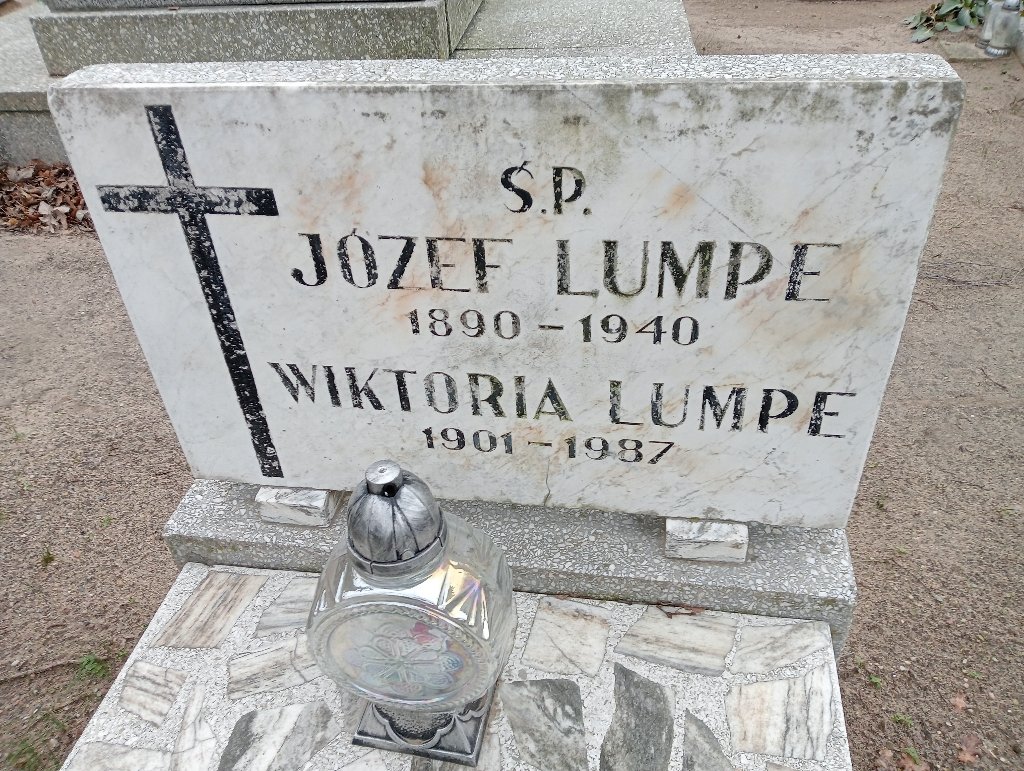 Ś.P.
JÓZEF LUMPE
1890 – 1940
WIKTORIA LUMPE
1901 – 1987